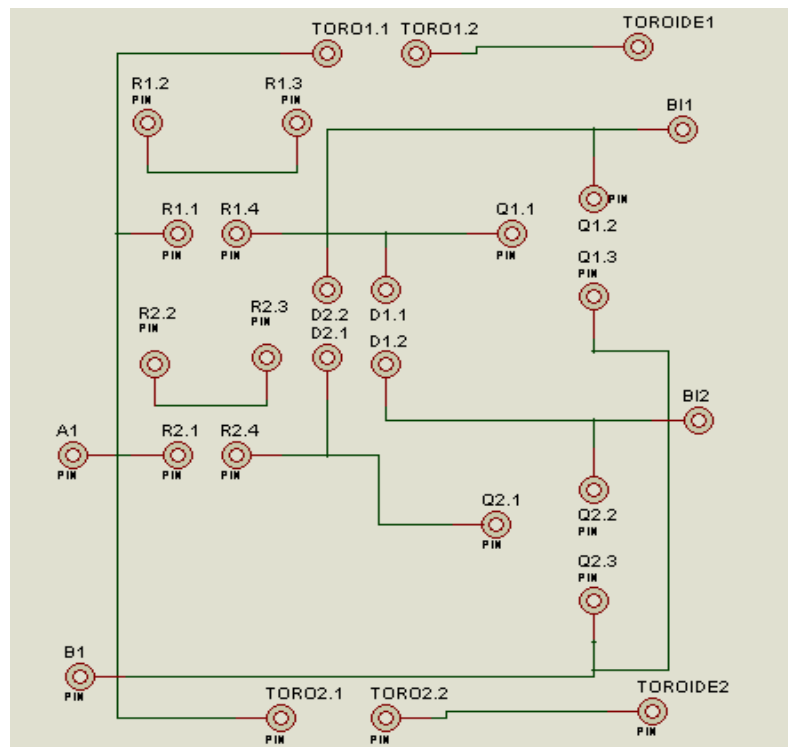 TORO1.1 TORO1.2 TOROIDE1
R1.2 R1.3
PIN PIN
BI1
PIN
Q1.2
R1.1 R1.4 Q1.1
PIN PIN PIN
Q1.3
PIN
D2.2 D1.1
R2.2 R2.3
PIN PIN
D2.1 D1.2
BI2
A1 R2.1 R2.4
PIN PIN PIN
Q2.1
PIN
Q2.2
PIN
Q2.3
PIN
B1
PIN
TORO2.1 TORO2.2 TOROIDE2
PIN PIN PIN